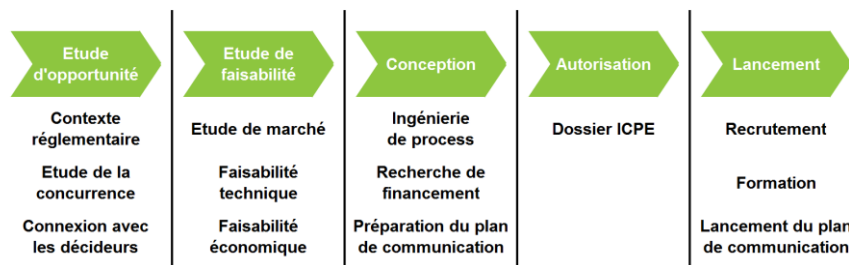 Etude
d'opportunité
Etude de
faisabilité
Conception
Autorisation
Lancement
Contexte
réglementaire
Etude de la
concurrence
Connexion avec
les décideurs
Etude de marché
Faisabilité
technique
Faisabilité
économique
Ingénierie
de process
Recherche de
financement
Préparation du plan
de communication
Dossier ICPE
Recrutement
Formation
Lancement du plan
de communication